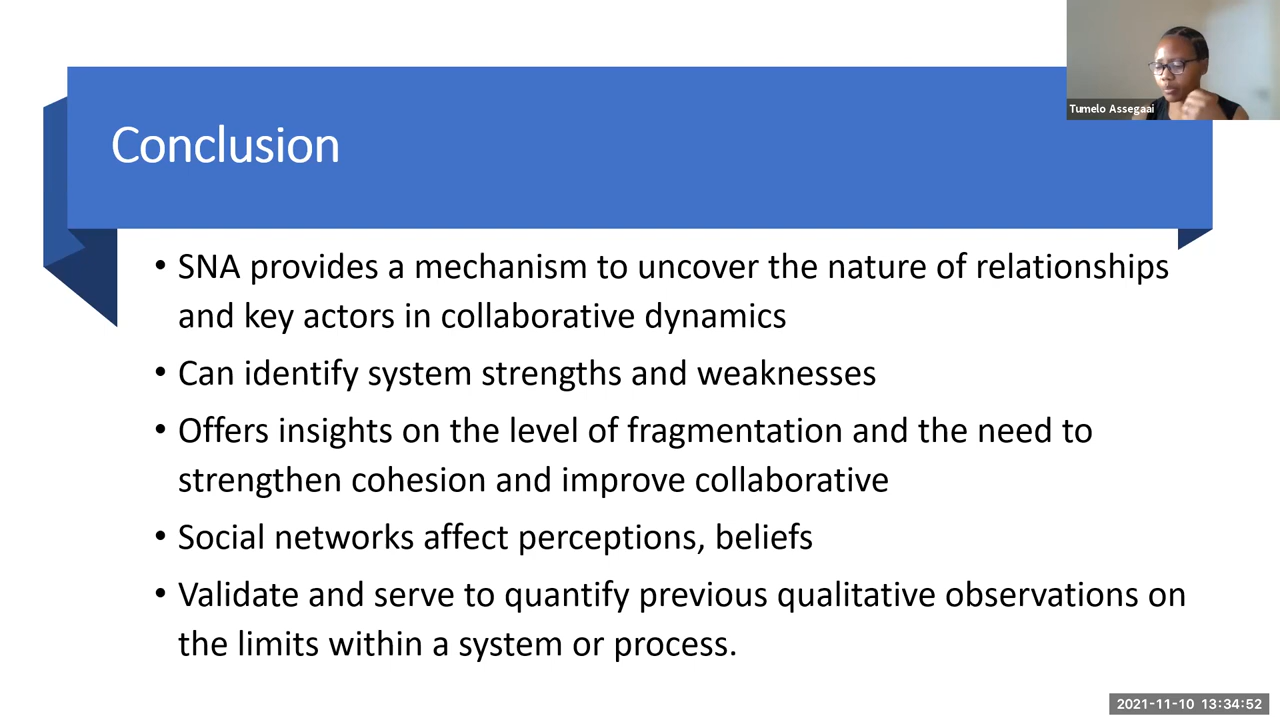 Tumelo Assegaai
Conclusion
• SNA provides a mechanism to uncover the nature of relationships
and key actors in collaborative dynamics
• Can identify system strengths and weaknesses
• Offers insights on the level of fragmentation and the need to
strengthen cohesion and improve collaborative
• Social networks affect perceptions, beliefs
• Validate and serve to quantify previous qualitative observations on
the limits within a system or process.
2021-11-10 13:34:52